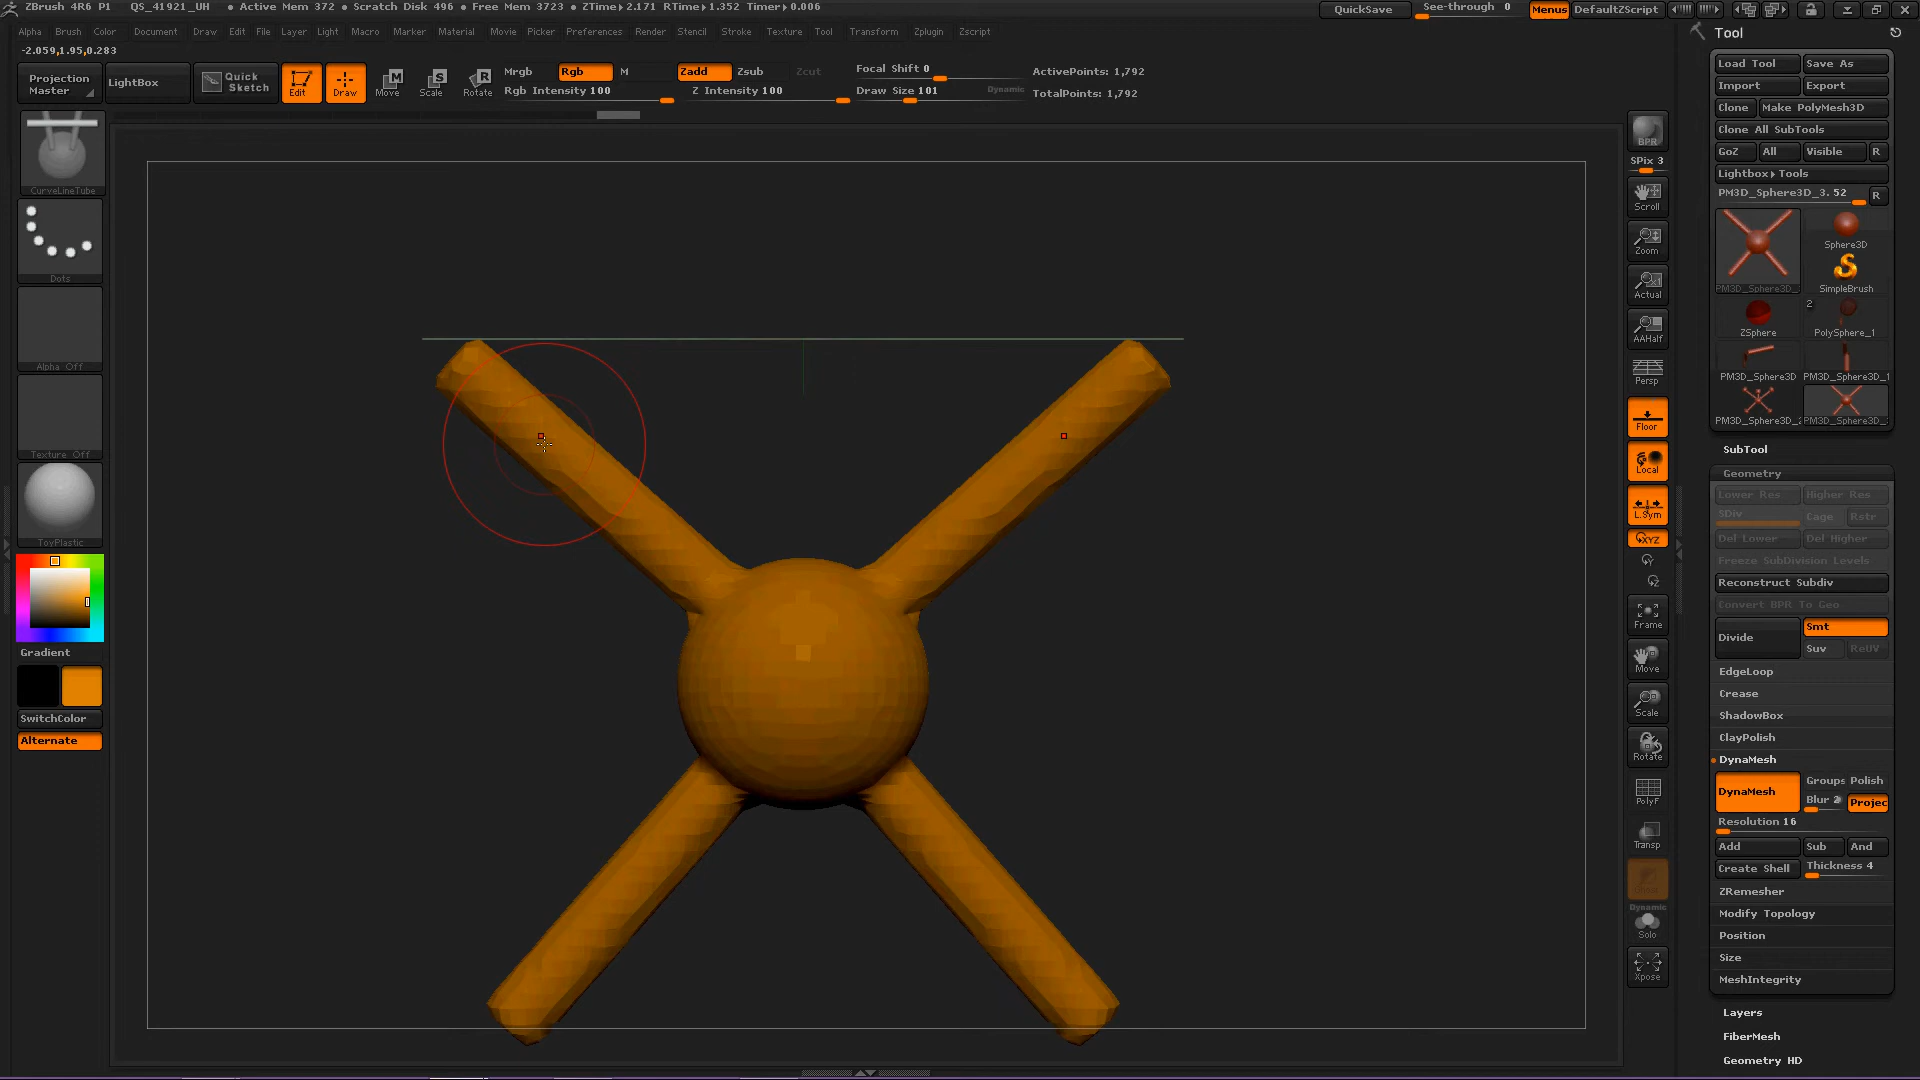 ZBrush 4R6 P1 QS_41921_UH • Active Mem 372 • Scratch Disk 496 • Free Mem 3723 • ZTime▸2.171 RTime▸1.352 Timer▸0.006
QuickSave See-through 0 Menus DefaultZScript
Alpha Brush Color Document Draw Edit File Layer Light Macro Marker Material Movie Picker Preferences Render Stencil Stroke Texture Tool Transform Zplugin Zscript
-2.059,1.95,0.283
Projection Master
LightBox
Quick Sketch
Edit
Draw
Move
Scale
Rotate
Mrgb Rgb M
Rgb Intensity 100
Zadd Zsub Zcut
Z Intensity 100
Focal Shift 0
Draw Size 101 Dynamic
ActivePoints: 1,792
TotalPoints: 1,792
CurveLineTube
Dots
Alpha Off
Texture Off
ToyPlastic
Gradient
SwitchColor
Alternate
BPR
SPix 3
Scroll
Zoom
Actual
AAHalf
Persp
Floor
Local
L.Sym
XYZ
Frame
Move
Scale
Rotate
PolyF
Transp
Dynamic
Solo
Xpose
Tool
Load Tool Save As
Import Export
Clone Make PolyMesh3D
Clone All SubTools
GoZ All Visible R
Lightbox▸ Tools
PM3D_Sphere3D_3. 52 R
PM3D_Sphere3D_
Sphere3D
SimpleBrush
ZSphere
2
PolySphere_1
PM3D_Sphere3D
PM3D_Sphere3D_1
SubTool
Geometry
Lower Res Higher Res
SDiv Cage Rstr
Del Lower Del Higher
Freeze SubDivision Levels
Reconstruct Subdiv
Convert BPR To Geo
Divide
Smt
Suv ReUV
EdgeLoop
Crease
ShadowBox
ClayPolish
DynaMesh
DynaMesh
Groups Polish
Blur 2 Projec
Resolution 16
Add Sub And
Create Shell Thickness 4
ZRemesher
Modify Topology
Position
Size
MeshIntegrity
Layers
FiberMesh
Geometry HD